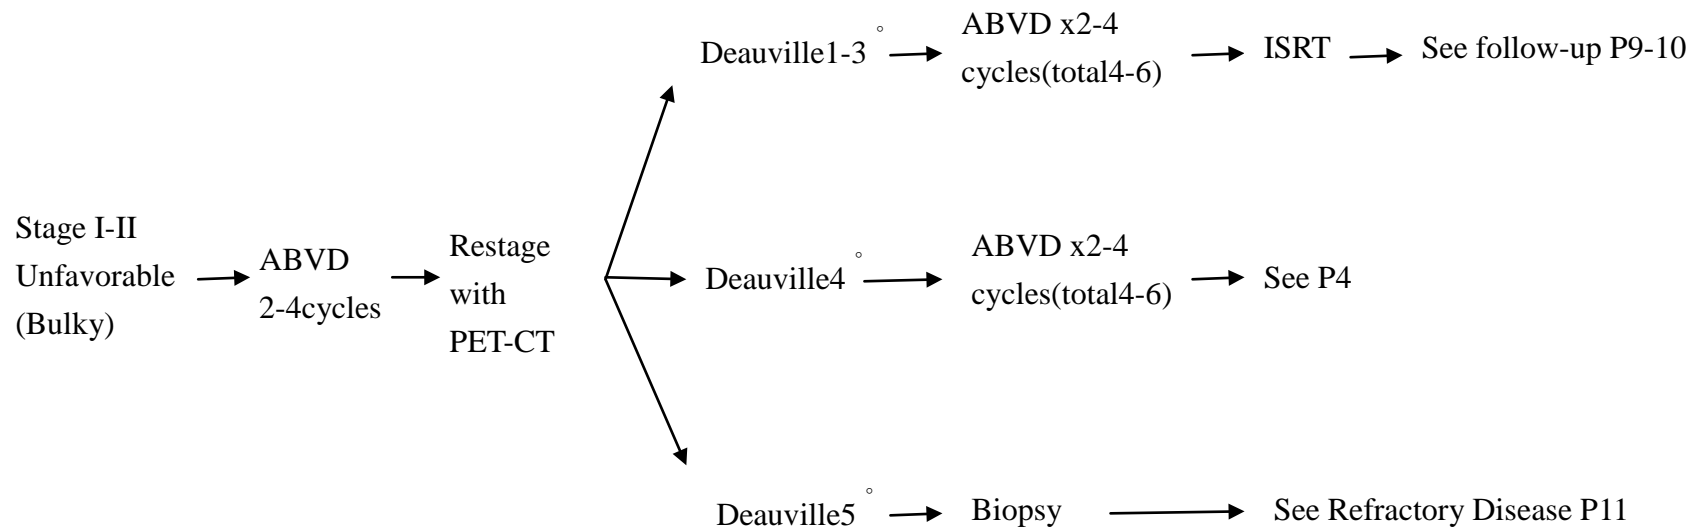 Stage I-II
Unfavorable
(Bulky)
ABVD
2-4cycles
Restage
with
PET-CT
Deauville1-3 °
ABVD x2-4
cycles(total4-6)
ISRT
See follow-up P9-10
Deauville4 °
ABVD x2-4
cycles(total4-6)
See P4
Deauville5 °
Biopsy
See Refractory Disease P11